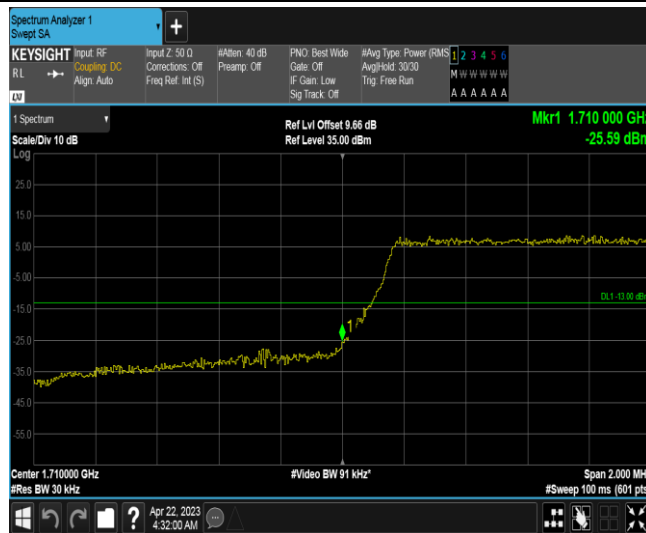 Spectrum Analyzer 1
Swept SA
KEYSIGHT
RL
LXI
Input: RF
Coupling: DC
Align: Auto
Input Z: 50 Ω
Corrections: Off
Freq Ref: Int (S)
#Atten: 40 dB
Preamp: Off
PNO: Best Wide
Gate: Off
IF Gain: Low
Sig Track: Off
#Avg Type: Power (RMS
Avg|Hold: 30/30
Trig: Free Run
1 2 3 4 5 6
M W W W W W
A A A A A A
1 Spectrum
Scale/Div 10 dB
Log
Ref Lvl Offset 9.66 dB
Ref Level 35.00 dBm
Mkr1 1.710 000 GHz
-25.59 dBm
25.0
15.0
5.00
-5.00
DL1 -13.00 dBm
-15.0
1
-25.0
-35.0
-45.0
-55.0
Center 1.710000 GHz
#Video BW 91 kHz*
Span 2.000 MH
#Res BW 30 kHz
#Sweep 100 ms (601 pts
?
Apr 22, 2023
4:32:00 AM